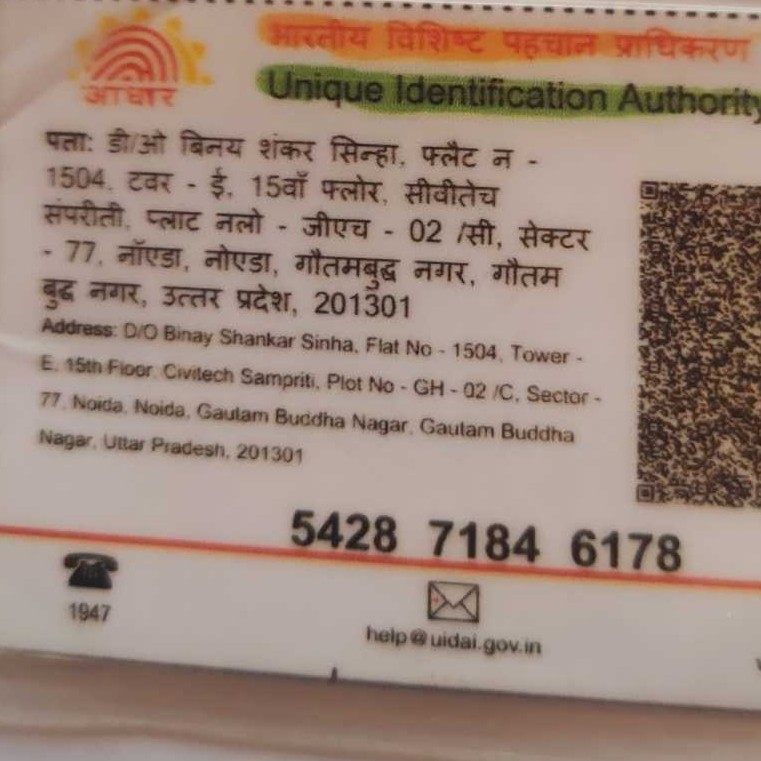 आधार
भारतीय विशिष्ट पहचान प्राधिकरण
Unique Identification Authority
पता: डी/ओ बिनय शंकर सिन्हा, फ्लैट न -
1504, टवर - ई, 15वाँ फ्लोर, सीवीतेच
संपरीती, प्लाट नलो - जीएच - 02 /सी, सेक्टर
- 77, नॉएडा, नोएडा, गौतमबुद्ध नगर, गौतम
बुद्ध नगर, उत्तर प्रदेश, 201301
Address: D/O Binay Shankar Sinha, Flat No - 1504, Tower -
E, 15th Floor, Civitech Sampriti, Plot No - GH - 02 /C, Sector -
77, Noida, Noida, Gautam Buddha Nagar, Gautam Buddha
Nagar, Uttar Pradesh, 201301
5428 7184 6178
1947
help@uidai.gov.in